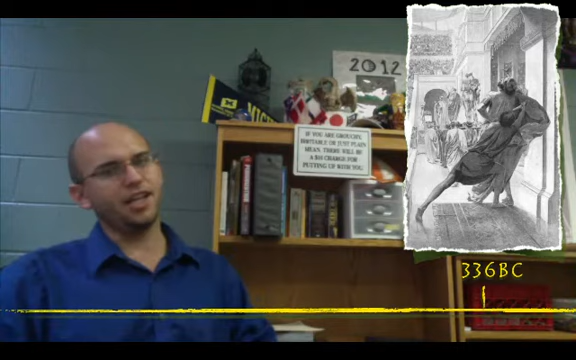 2012
IF YOU ARE GROUCHY,
IRRITABLE OR JUST PLAIN
MEAN, THERE WILL BE
A $10 CHARGE FOR
PUTTING UP WITH YOU
336BC